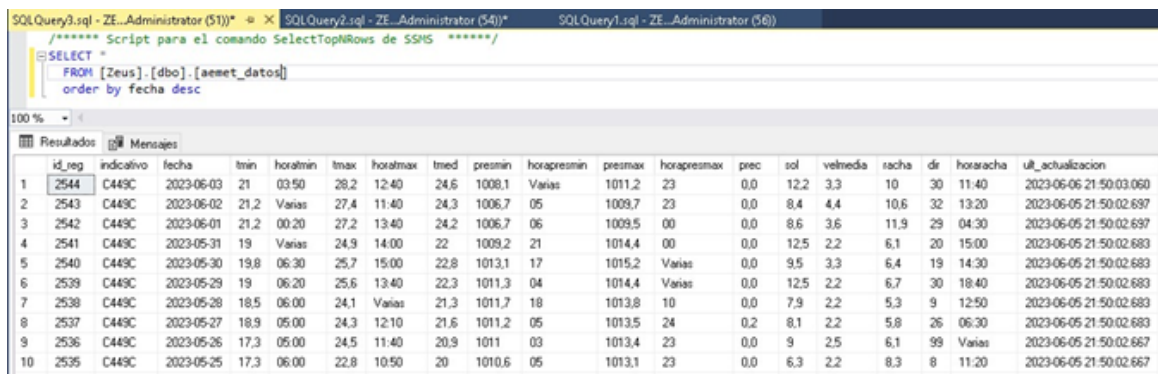 SQLQuery3.sql - ZE...Administrator (51))* SQLQuery2.sql - ZE...Administrator (54))* SQLQuery1.sql - ZE...Administrator (56))
/****** Script para el comando SelectTopNRows de SSMS ******/
SELECT *
FROM [Zeus].[dbo].[aemet_datos]
order by fecha desc
100 %
Resultados Mensajes
id_reg indicativo fecha tmin horatmin tmax horatmax tmed presmin horapresmin presmax horapresmax prec sol velmedia racha dir horaracha ult_actualizacion
1 2544 C449C 2023-06-03 21 03:50 28,2 12:40 24,6 1008,1 Varias 1011,2 23 0,0 12,2 3,3 10 30 11:40 2023-06-06 21:50:03.060
2 2543 C449C 2023-06-02 21,2 Varias 27,4 11:40 24,3 1006,7 05 1009,7 23 0,0 8,4 4,4 10,6 32 13:20 2023-06-05 21:50:02.697
3 2542 C449C 2023-06-01 21,2 00:20 27,2 13:40 24,2 1006,7 06 1009,5 00 0,0 8,6 3,6 11,9 29 04:30 2023-06-05 21:50:02.697
4 2541 C449C 2023-05-31 19 Varias 24,9 14:00 22 1009,2 21 1014,4 00 0,0 12,5 2,2 6,1 20 15:00 2023-06-05 21:50:02.683
5 2540 C449C 2023-05-30 19,8 06:30 25,7 15:00 22,8 1013,1 17 1015,2 Varias 0,0 9,5 3,3 6,4 19 14:30 2023-06-05 21:50:02.683
6 2539 C449C 2023-05-29 19 06:20 25,6 13:40 22,3 1011,3 04 1014,4 Varias 0,0 12,5 2,2 6,7 30 18:40 2023-06-05 21:50:02.683
7 2538 C449C 2023-05-28 18,5 06:00 24,1 Varias 21,3 1011,7 18 1013,8 10 0,0 7,9 2,2 5,3 9 12:50 2023-06-05 21:50:02.683
8 2537 C449C 2023-05-27 18,9 05:00 24,3 12:10 21,6 1011,2 05 1013,5 24 0,2 8,1 2,2 5,8 26 06:30 2023-06-05 21:50:02.683
9 2536 C449C 2023-05-26 17,3 05:00 24,5 11:40 20,9 1011 03 1013,4 23 0,0 9 2,5 6,1 99 Varias 2023-06-05 21:50:02.667
10 2535 C449C 2023-05-25 17,3 06:00 22,8 10:50 20 1010,6 05 1013,1 23 0,0 6,3 2,2 8,3 8 11:20 2023-06-05 21:50:02.667